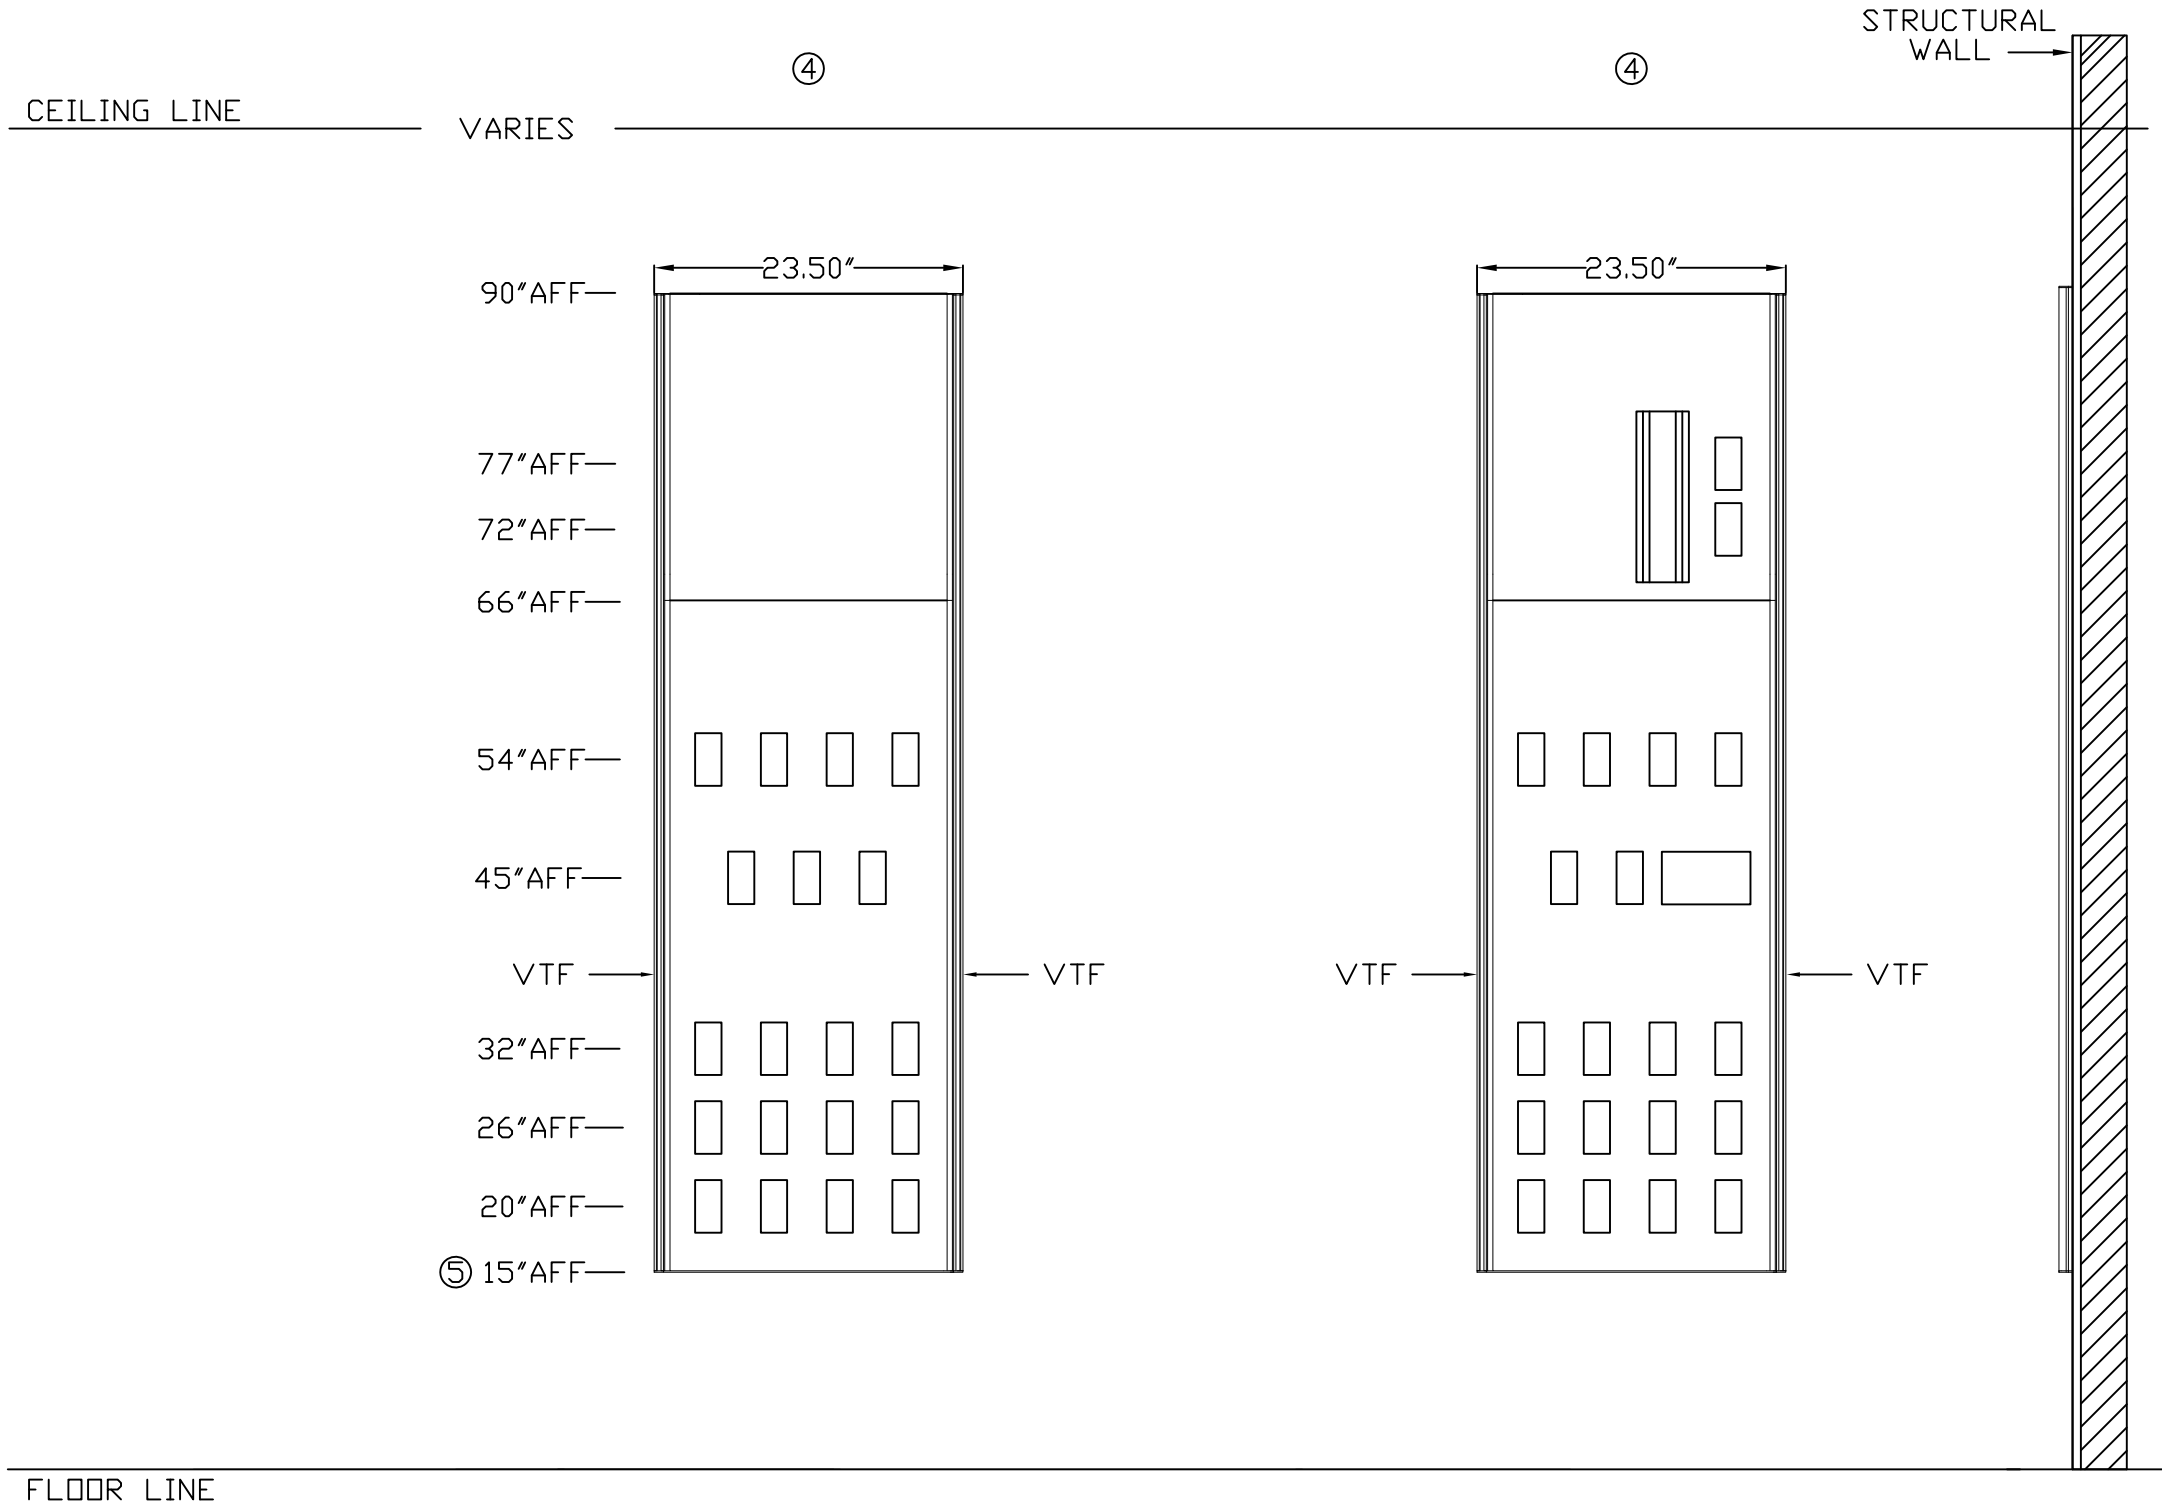 STRUCTURAL
WALL
④ ④
CEILING LINE
VARIES
23.50" 23.50"
90"AFF
77"AFF
72"AFF
66"AFF
54"AFF
45"AFF
VTF VTF VTF VTF
32"AFF
26"AFF
20"AFF
⑤ 15"AFF
FLOOR LINE